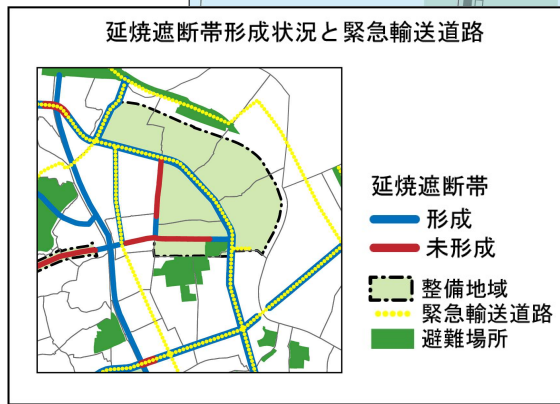 延焼遮断帯形成状況と緊急輸送道路
延焼遮断帯
形成
未形成
整備地域
緊急輸送道路
避難場所